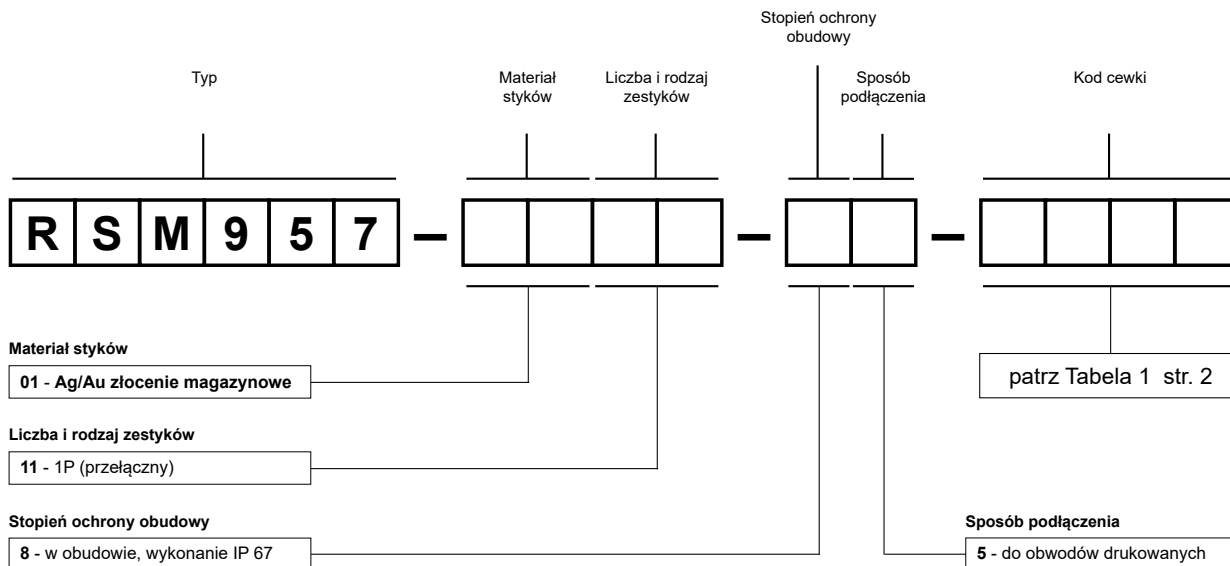 Stopień ochrony
obudowy
Typ
Materiał
styków
Liczba i rodzaj
zestyków
Sposób
podłączenia
Kod cewki
R S M 9 5 7 – – –
Materiał styków
01 - Ag/Au złocenie magazynowe
patrz Tabela 1 str. 2
Liczba i rodzaj zestyków
11 - 1P (przełączny)
Stopień ochrony obudowy
8 - w obudowie, wykonanie IP 67
Sposób podłączenia
5 - do obwodów drukowanych